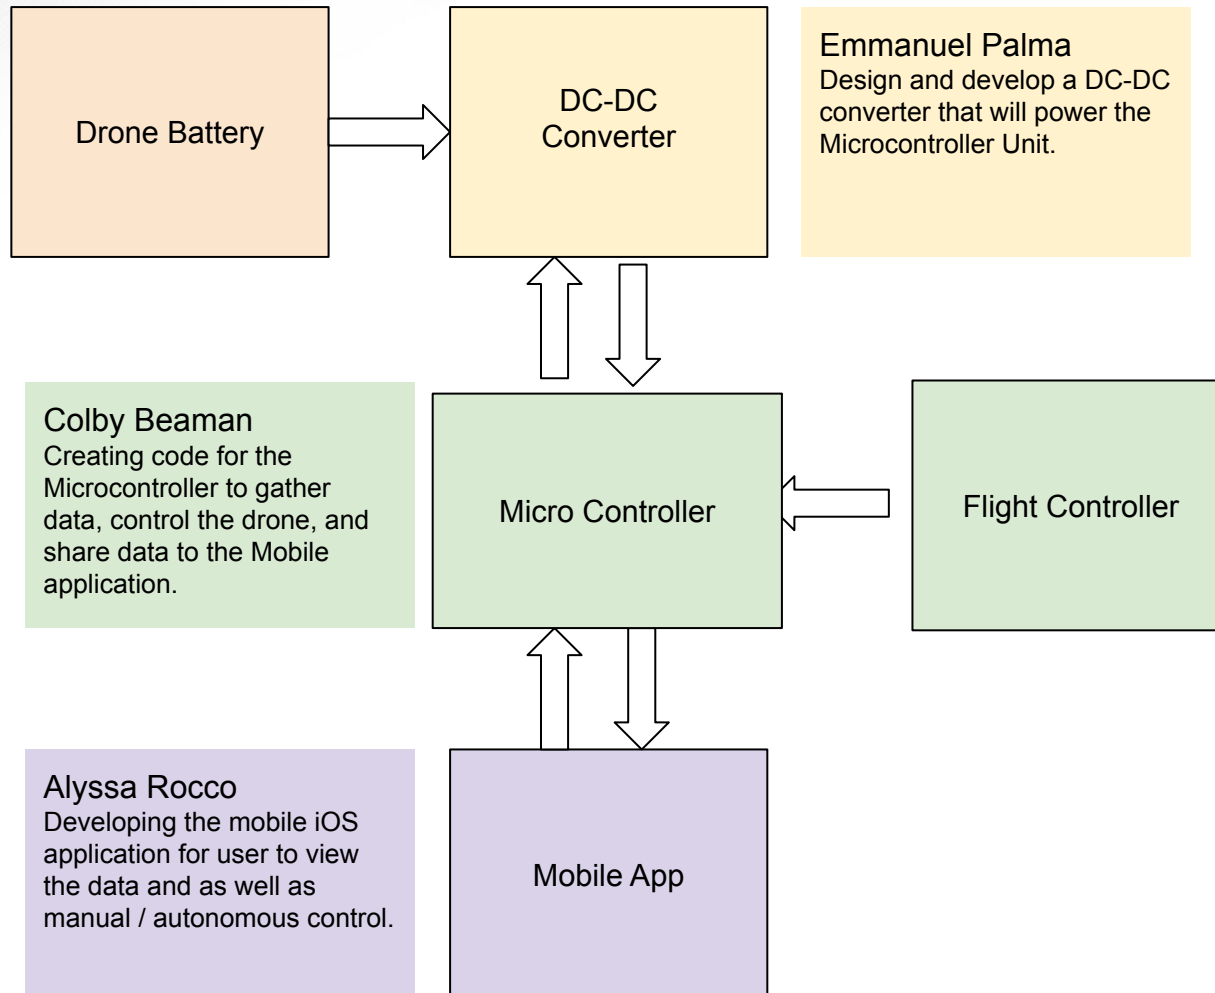 Drone Battery
DC-DC
Converter
Emmanuel Palma
Design and develop a DC-DC
converter that will power the
Microcontroller Unit.
Colby Beaman
Creating code for the
Microcontroller to gather
data, control the drone, and
share data to the Mobile
application.
Micro Controller
Flight Controller
Alyssa Rocco
Developing the mobile iOS
application for user to view
the data and as well as
manual / autonomous control.
Mobile App